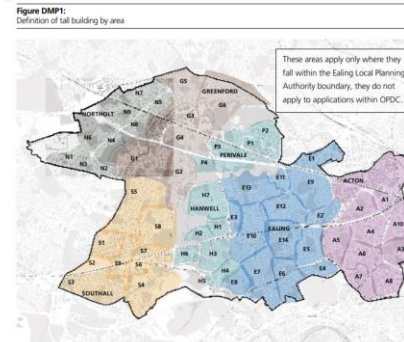 Figure DMP1:
Definition of tall building by area
These areas apply only where they
fall within the Ealing Local Planning
Authority boundary, they do not
apply to applications within OPDC.
G5
GREENFORD
N7
N5
G6
N9
G3
NORTHOLT
N8
P2
N6
N4
G4
P3
P1
PERIVALE
N1
N3
N2
G1
P4
E1
G2
E11
ACTON
S5
E13
E9
H7
A1
HANWELL
E12
A2
E3
E2
S8
H1
EALING
A4
A10
H2
E10
E14
A5
S1
S7
H6
H3
E5
A6
A3
S2
S9
S6
H4
E7
E6
E4
A7
A8
S3
S4
H5
E8
SOUTHALL